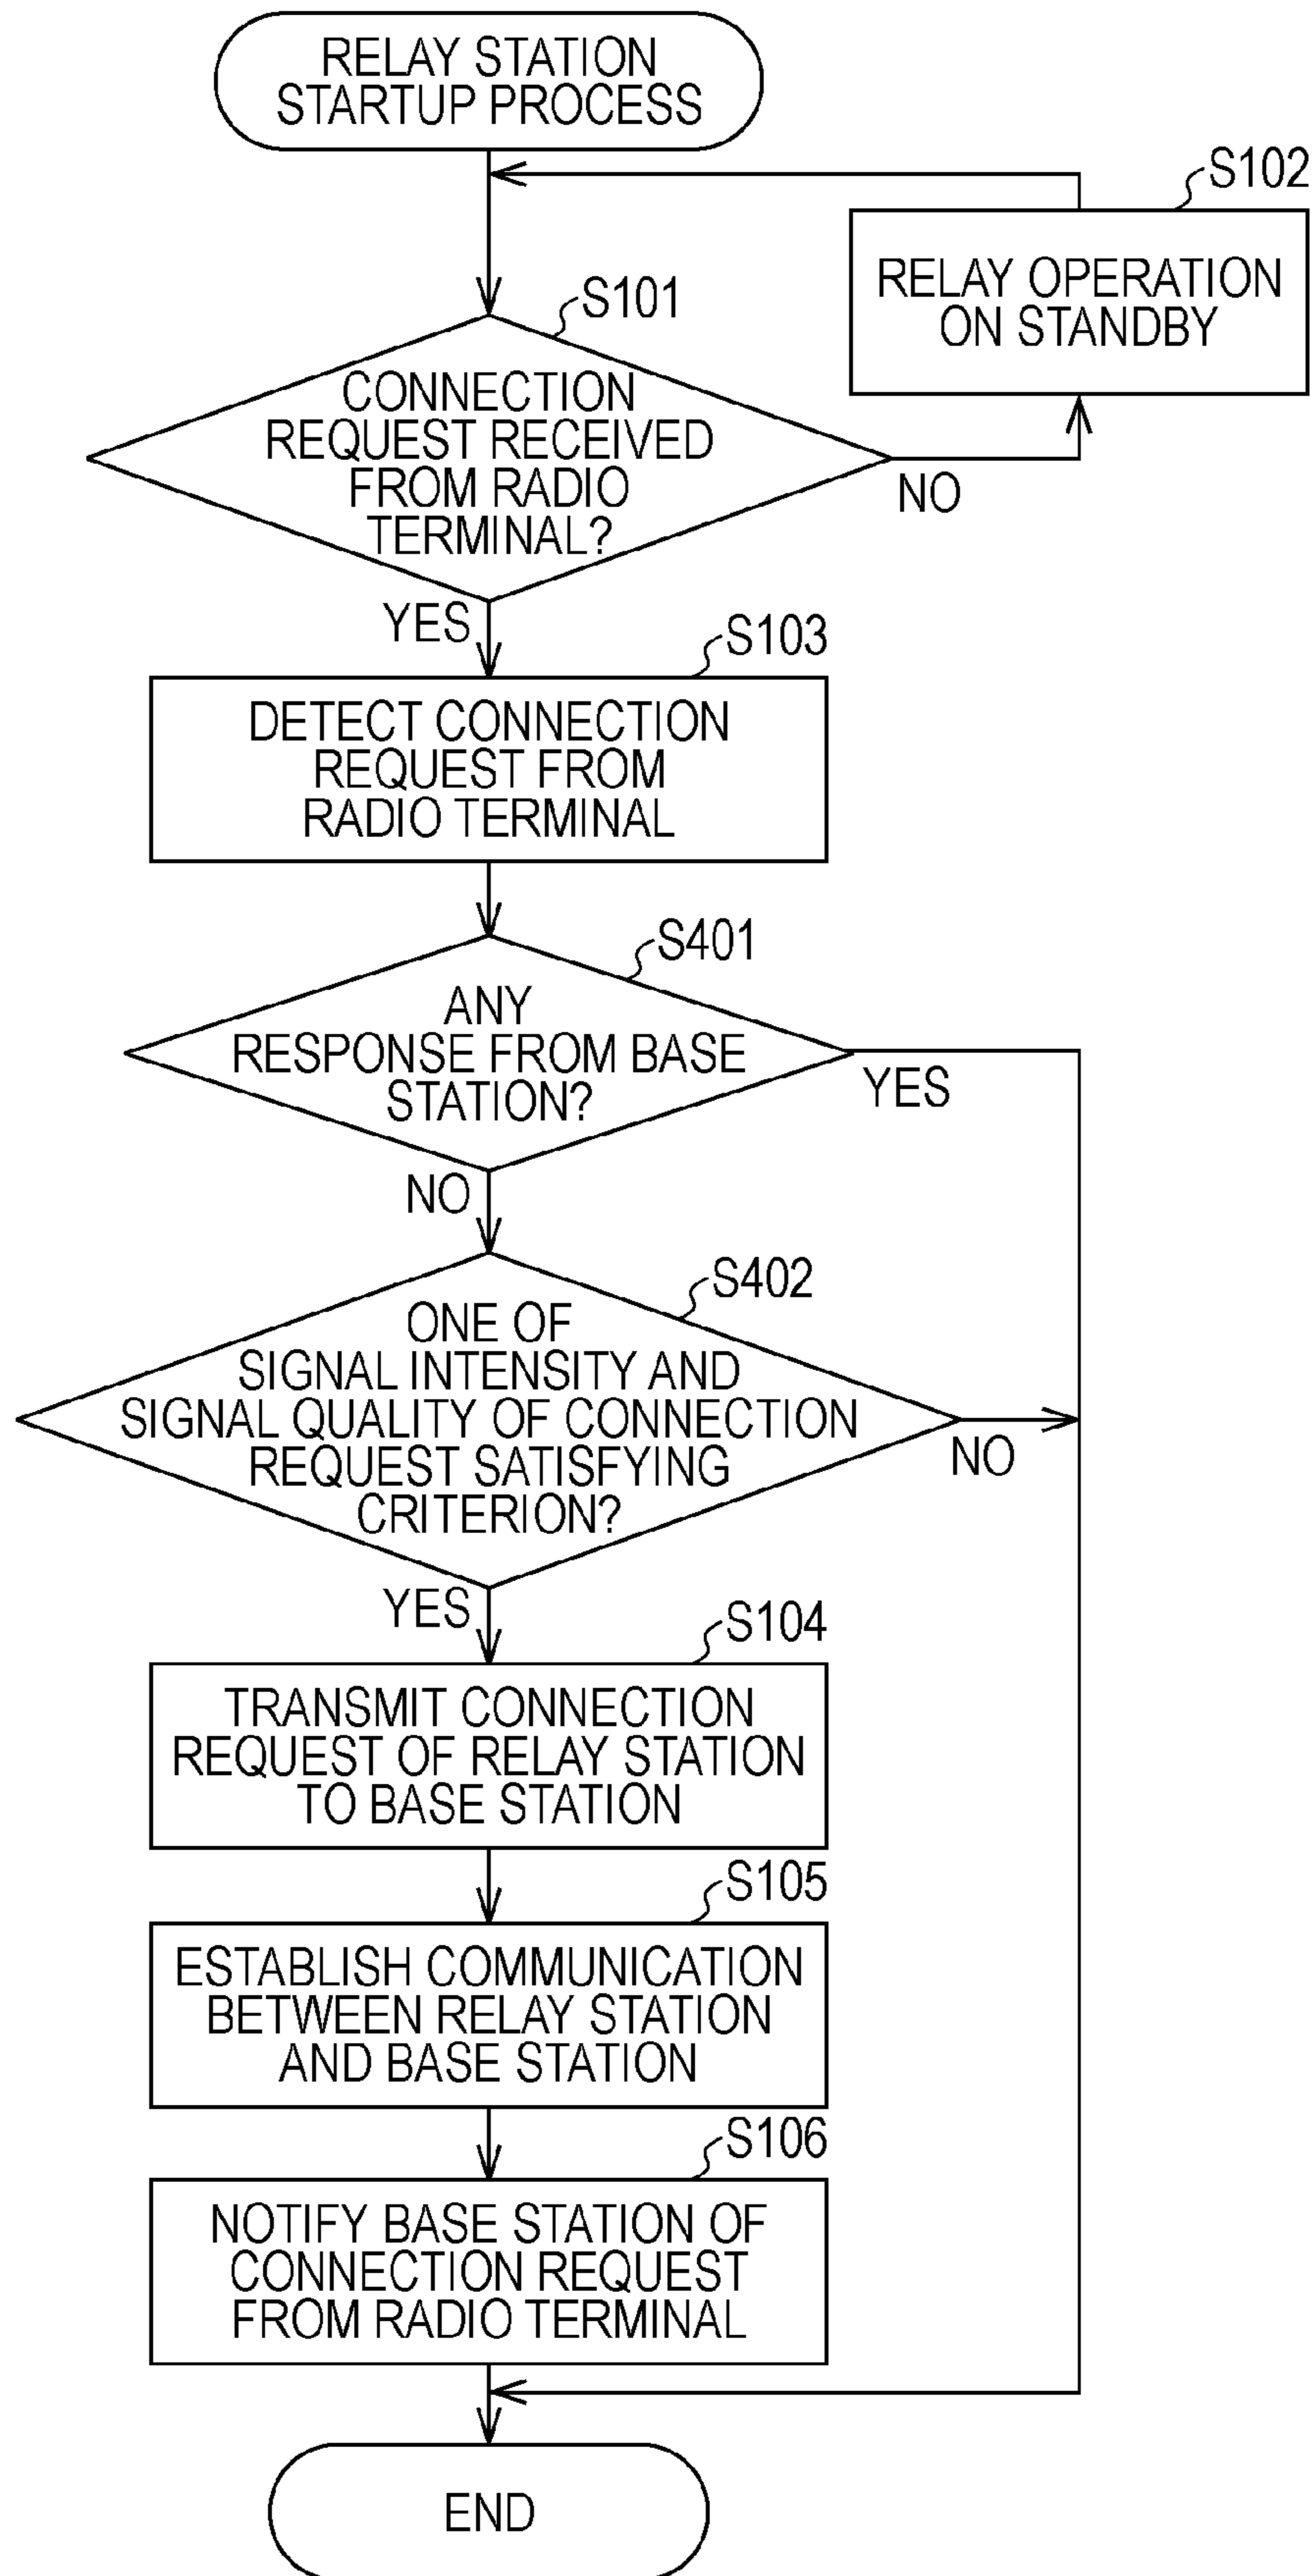 RELAY STATION
STARTUP PROCESS
S102
RELAY OPERATION
ON STANDBY
S101
CONNECTION
REQUEST RECEIVED
FROM RADIO
TERMINAL?
NO
YES
S103
DETECT CONNECTION
REQUEST FROM
RADIO TERMINAL
S401
ANY
RESPONSE FROM BASE
STATION?
YES
NO
S402
ONE OF
SIGNAL INTENSITY AND
SIGNAL QUALITY OF CONNECTION
REQUEST SATISFYING
CRITERION?
NO
YES
S104
TRANSMIT CONNECTION
REQUEST OF RELAY STATION
TO BASE STATION
S105
ESTABLISH COMMUNICATION
BETWEEN RELAY STATION
AND BASE STATION
S106
NOTIFY BASE STATION OF
CONNECTION REQUEST
FROM RADIO TERMINAL
END